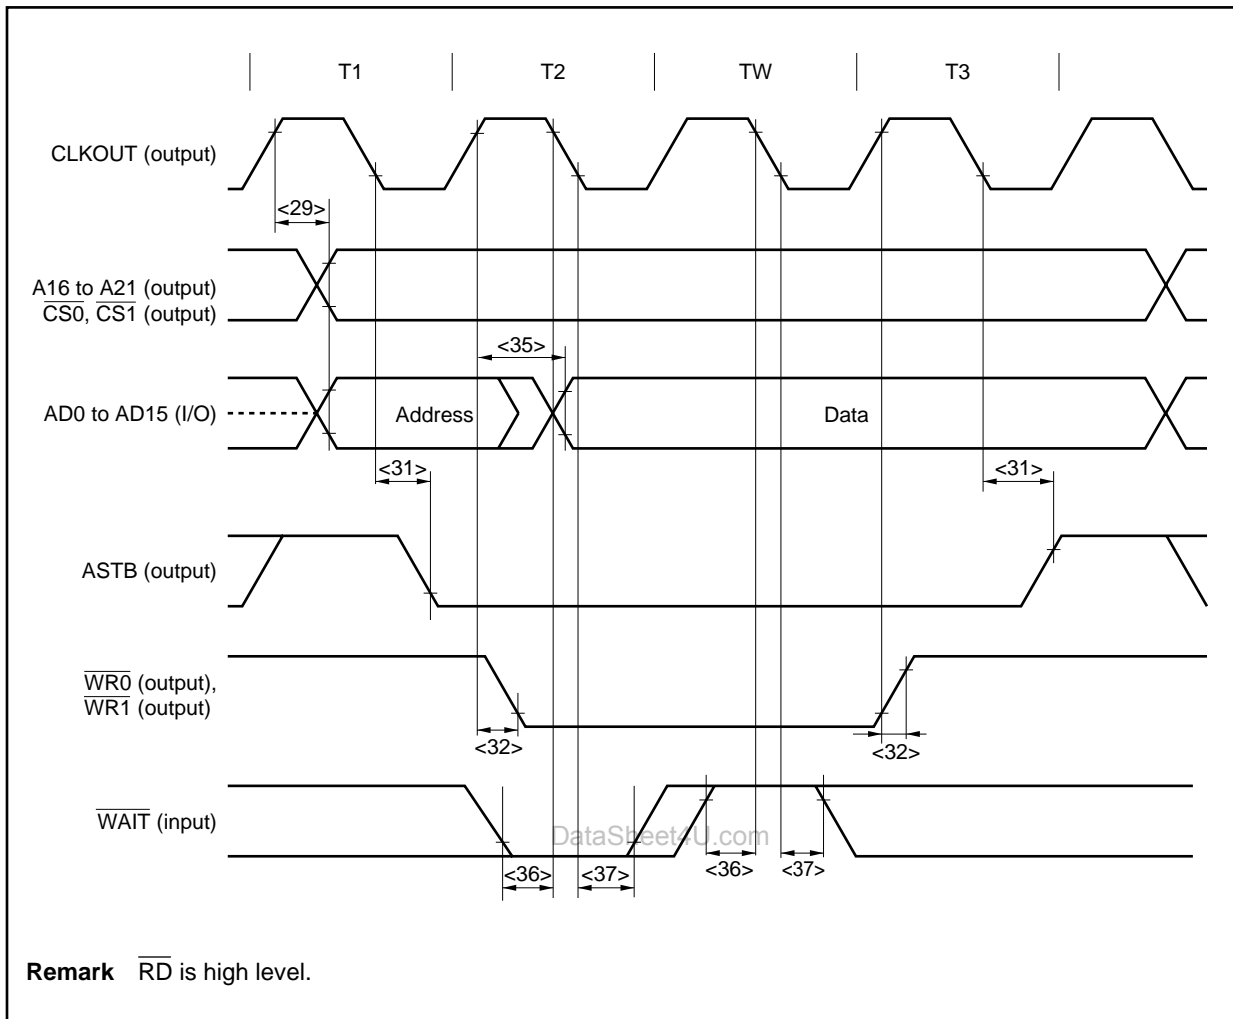 T1 T2 TW T3
CLKOUT (output)
<29>
A16 to A21 (output)
CS0, CS1 (output)
<35>
AD0 to AD15 (I/O)
Address
Data
<31>
<31>
ASTB (output)
WR0 (output),
WR1 (output)
<32>
<32>
WAIT (input)
DataSheet4U.com
<36>
<37>
<36>
<37>
Remark RD is high level.